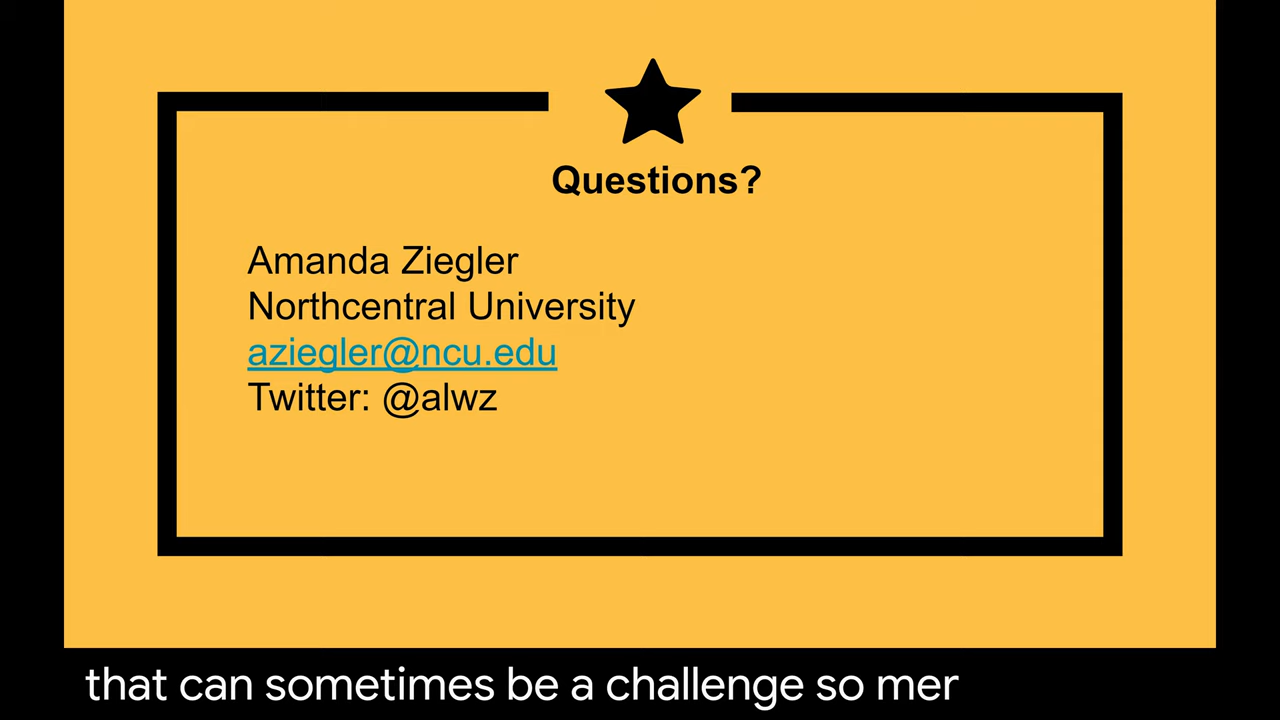 Questions?
Amanda Ziegler
Northcentral University
aziegler@ncu.edu
Twitter: @alwz
that can sometimes be a challenge so mer